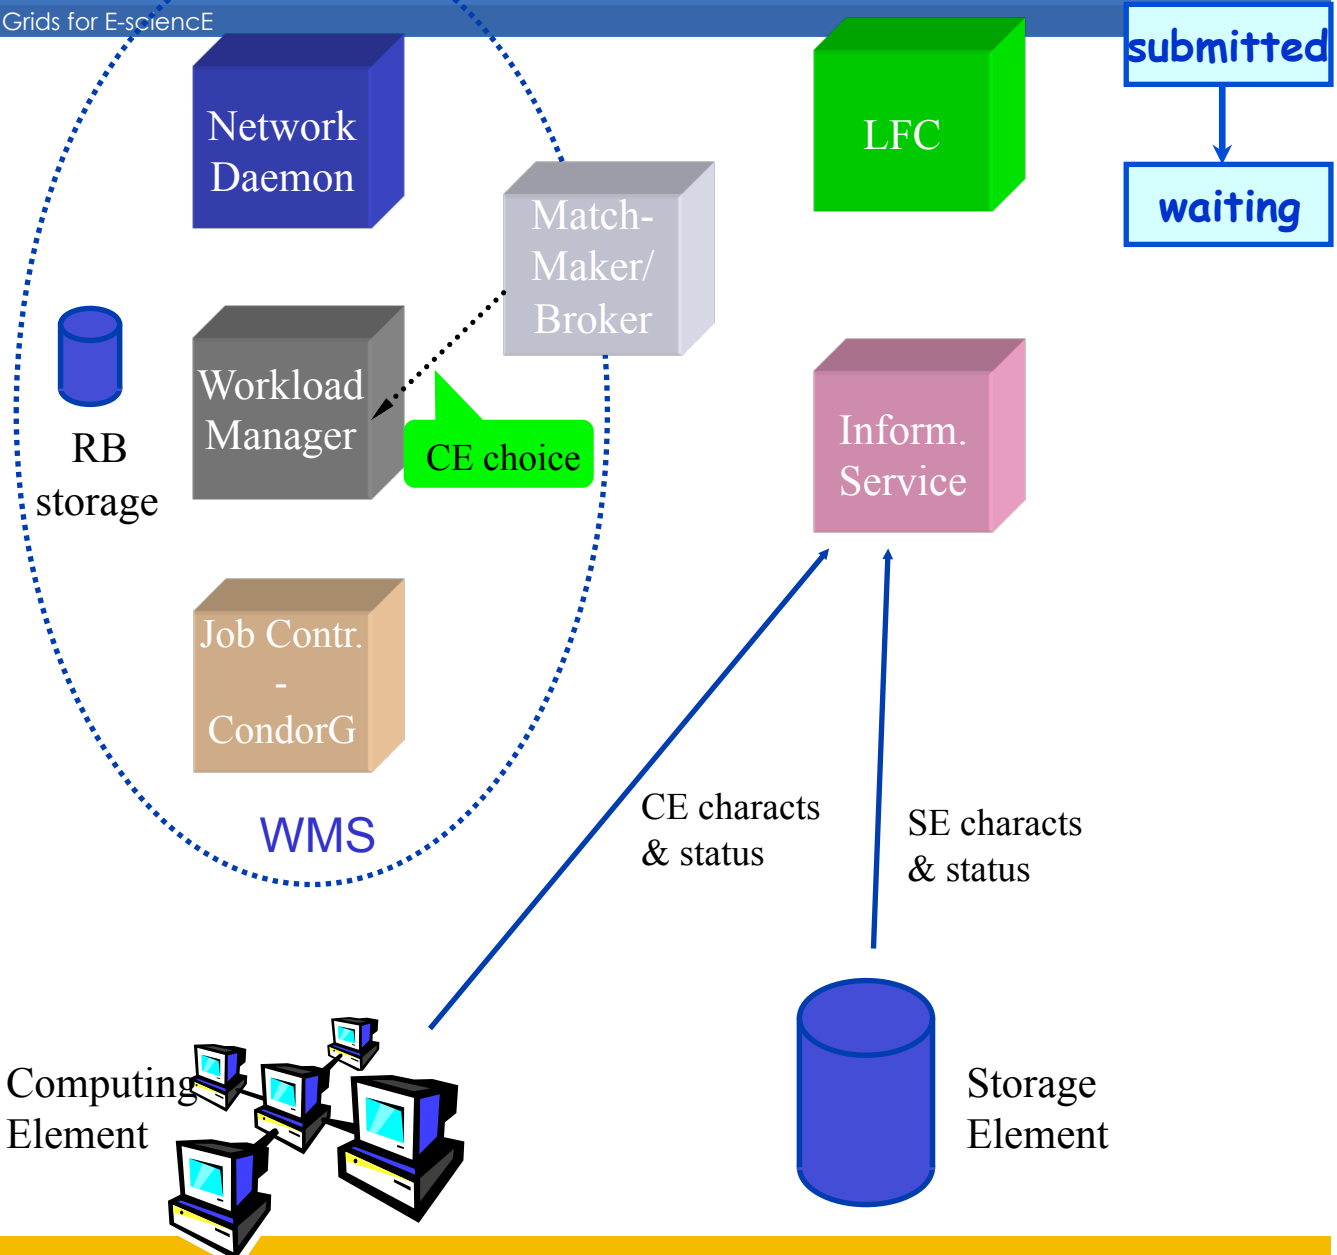 Grids for E-sciencE
submitted
waiting
Network
Daemon
LFC
Match-
Maker/
Broker
Workload
Manager
CE choice
RB
storage
Inform.
Service
Job Contr.
-
CondorG
WMS
CE characts
& status
SE characts
& status
Computing
Element
Storage
Element